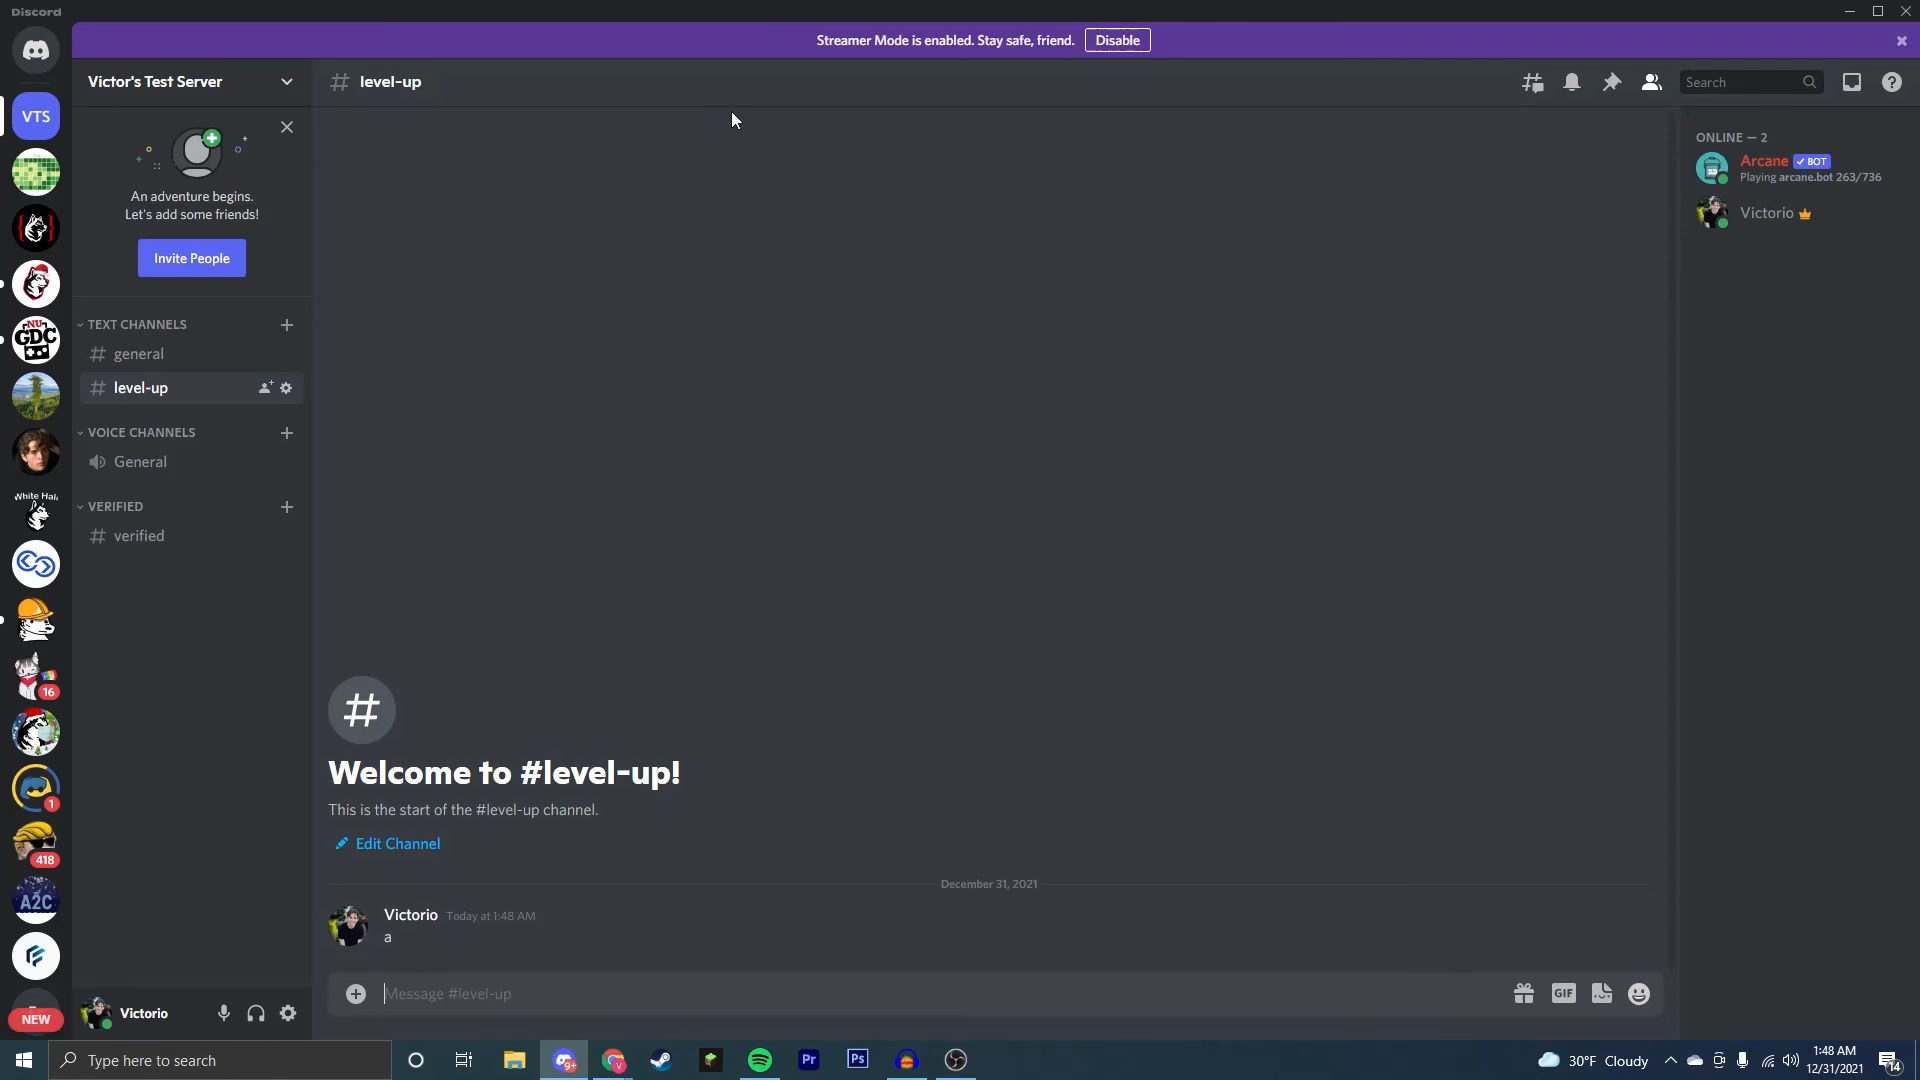 Discord
Streamer Mode is enabled. Stay safe, friend.
Disable
Victor's Test Server
level-up
Search
VTS
An adventure begins.
Let's add some friends!
Invite People
TEXT CHANNELS
general
level-up
VOICE CHANNELS
General
VERIFIED
verified
NU
GDC
White Hall
16
1
418
A2C
NEW
ONLINE — 2
Arcane
✓ BOT
Playing arcane.bot 263/736
Victorio
Welcome to #level-up!
This is the start of the #level-up channel.
Edit Channel
December 31, 2021
Victorio Today at 1:48 AM
a
Message #level-up
GIF
Victorio
Type here to search
9+
V
Pr
Ps
30°F Cloudy
1:48 AM
12/31/2021
14